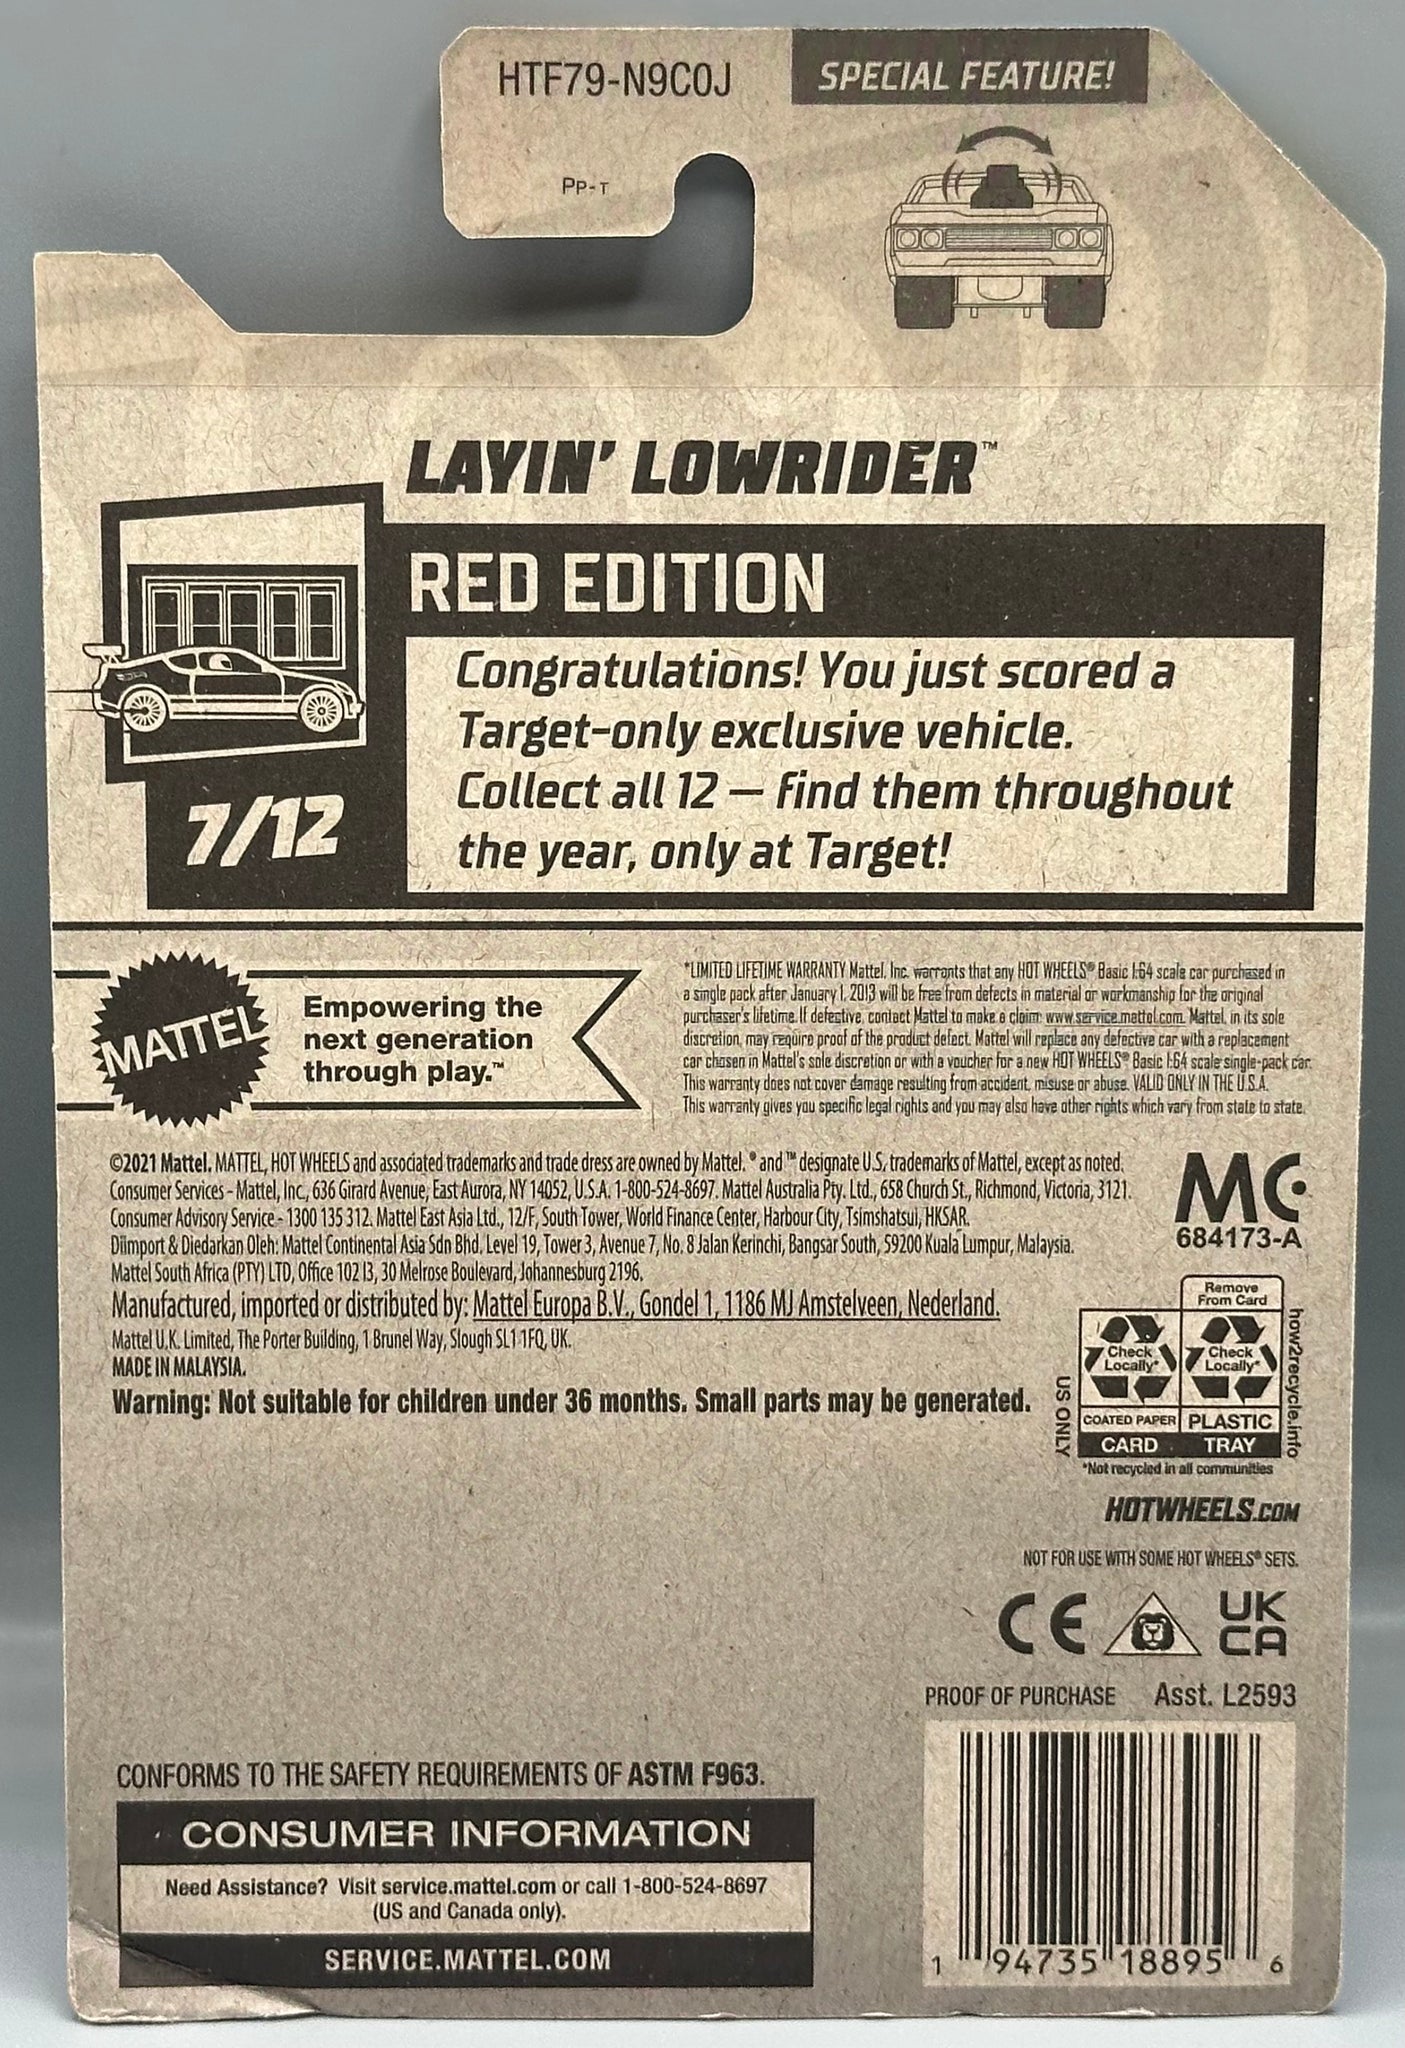 HTF79-N9C0J
SPECIAL FEATURE!
PP-T
LAYIN' LOWRIDER™
RED EDITION
Congratulations! You just scored a
Target-only exclusive vehicle.
Collect all 12 – find them throughout
the year, only at Target!
7/12
MATTEL
Empowering the
next generation
through play.™
*LIMITED LIFETIME WARRANTY Mattel, Inc. warrants that any HOT WHEELS® Basic 1:64 scale car purchased in
a single pack after January 1, 2013 will be free from defects in material or workmanship for the original
purchaser's lifetime. If defective, contact Mattel to make a claim: www.service.mattel.com. Mattel, in its sole
discretion, may require proof of the product defect. Mattel will replace any defective car with a replacement
car chosen in Mattel's sole discretion or with a voucher for a new HOT WHEELS® Basic 1:64 scale single-pack car.
This warranty does not cover damage resulting from accident, misuse or abuse. VALID ONLY IN THE U.S.A.
This warranty gives you specific legal rights and you may also have other rights which vary from state to state.
©2021 Mattel. MATTEL, HOT WHEELS and associated trademarks and trade dress are owned by Mattel. ® and ™ designate U.S. trademarks of Mattel, except as noted.
Consumer Services - Mattel, Inc., 636 Girard Avenue, East Aurora, NY 14052, U.S.A. 1-800-524-8697. Mattel Australia Pty. Ltd., 658 Church St., Richmond, Victoria, 3121.
Consumer Advisory Service - 1300 135 312. Mattel East Asia Ltd., 12/F, South Tower, World Finance Center, Harbour City, Tsimshatsui, HKSAR.
Diimport & Diedarkan Oleh: Mattel Continental Asia Sdn Bhd. Level 19, Tower 3, Avenue 7, No. 8 Jalan Kerinchi, Bangsar South, 59200 Kuala Lumpur, Malaysia.
Mattel South Africa (PTY) LTD, Office 102 I3, 30 Melrose Boulevard, Johannesburg 2196.
Manufactured, imported or distributed by: Mattel Europa B.V., Gondel 1, 1186 MJ Amstelveen, Nederland.
Mattel U.K. Limited, The Porter Building, 1 Brunel Way, Slough SL1 1FQ, UK.
MADE IN MALAYSIA.
Warning: Not suitable for children under 36 months. Small parts may be generated.
MC
684173-A
Remove
From Card
Check
Locally*
Check
Locally*
COATED PAPER
PLASTIC
CARD
TRAY
US ONLY
how2recycle.info
*Not recycled in all communities
HOTWHEELS.COM
NOT FOR USE WITH SOME HOT WHEELS® SETS.
CE
UK
CA
PROOF OF PURCHASE Asst. L2593
1 94735 18895 6
CONFORMS TO THE SAFETY REQUIREMENTS OF ASTM F963.
CONSUMER INFORMATION
Need Assistance? Visit service.mattel.com or call 1-800-524-8697
(US and Canada only).
SERVICE.MATTEL.COM